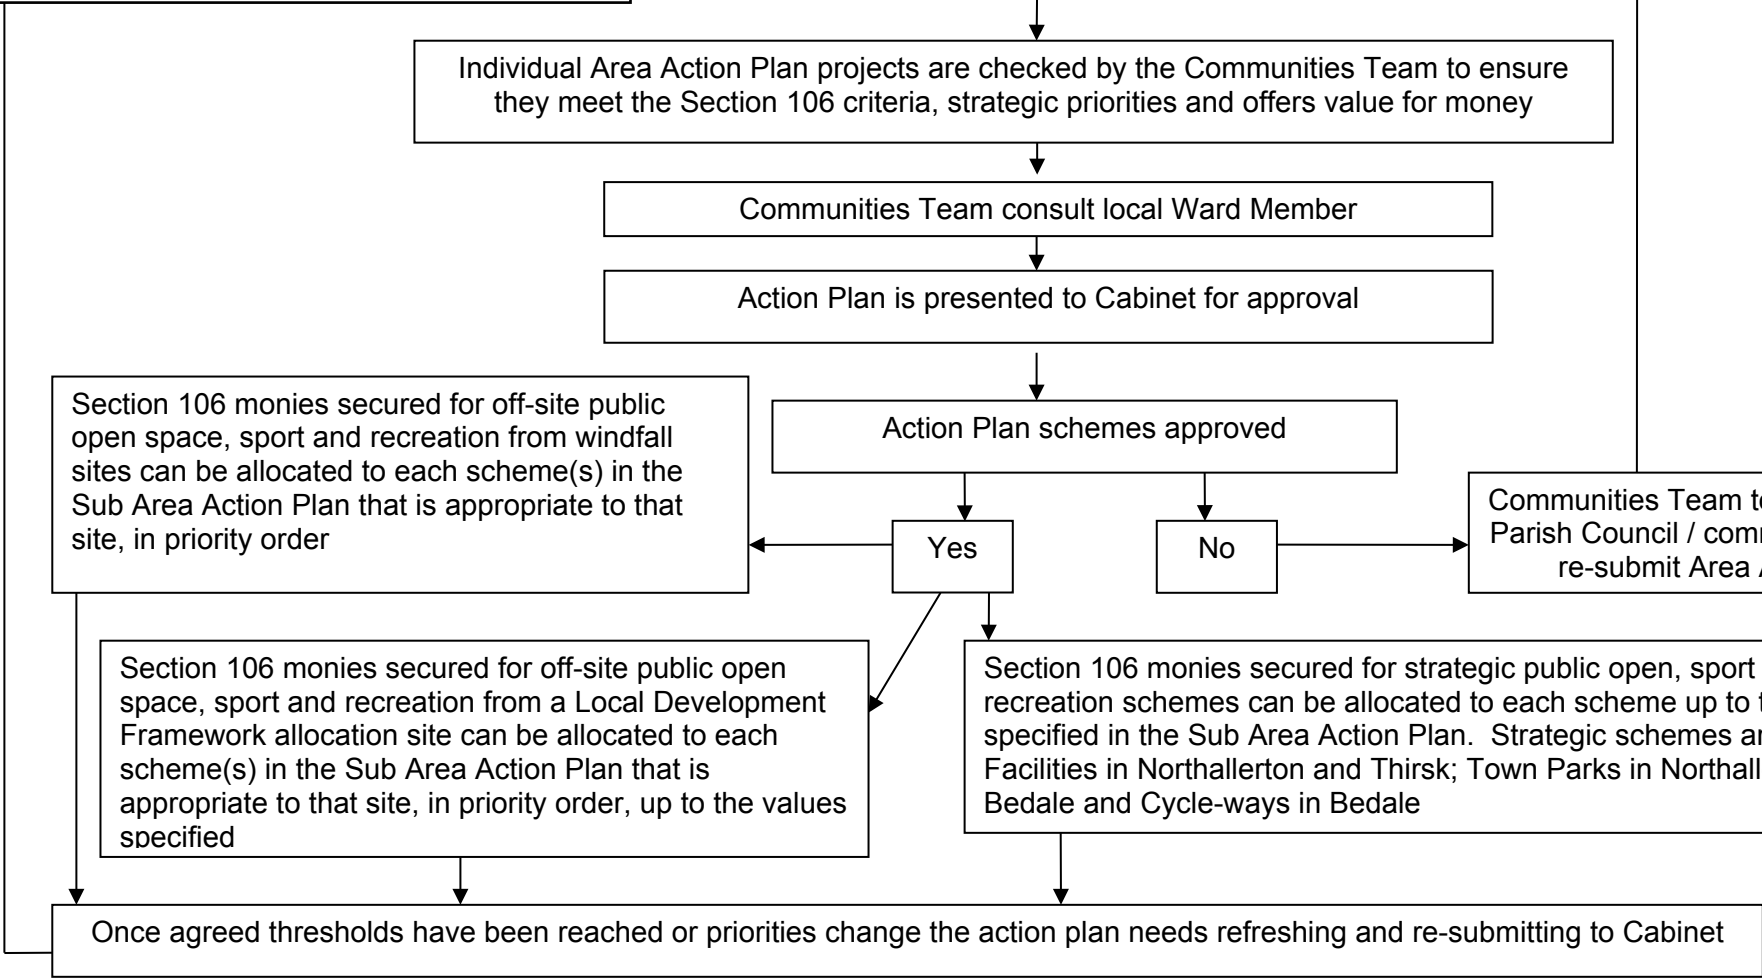 Individual Area Action Plan projects are checked by the Communities Team to ensure
they meet the Section 106 criteria, strategic priorities and offers value for money
Communities Team consult local Ward Member
Action Plan is presented to Cabinet for approval
Action Plan schemes approved
Section 106 monies secured for off-site public
open space, sport and recreation from windfall
sites can be allocated to each scheme(s) in the
Sub Area Action Plan that is appropriate to that
site, in priority order
Yes
No
Communities Team
Parish Council /
re-submit Area
Section 106 monies secured for off-site public open
space, sport and recreation from a Local Development
Framework allocation site can be allocated to each
scheme(s) in the Sub Area Action Plan that is
appropriate to that site, in priority order, up to the values
specified
Section 106 monies secured for strategic public open, sport
recreation schemes can be allocated to each scheme up to
specified in the Sub Area Action Plan. Strategic schemes
Facilities in Northallerton and Thirsk; Town Parks in
Bedale and Cycle-ways in Bedale
Once agreed thresholds have been reached or priorities change the action plan needs refreshing and re-submitting to Cabinet